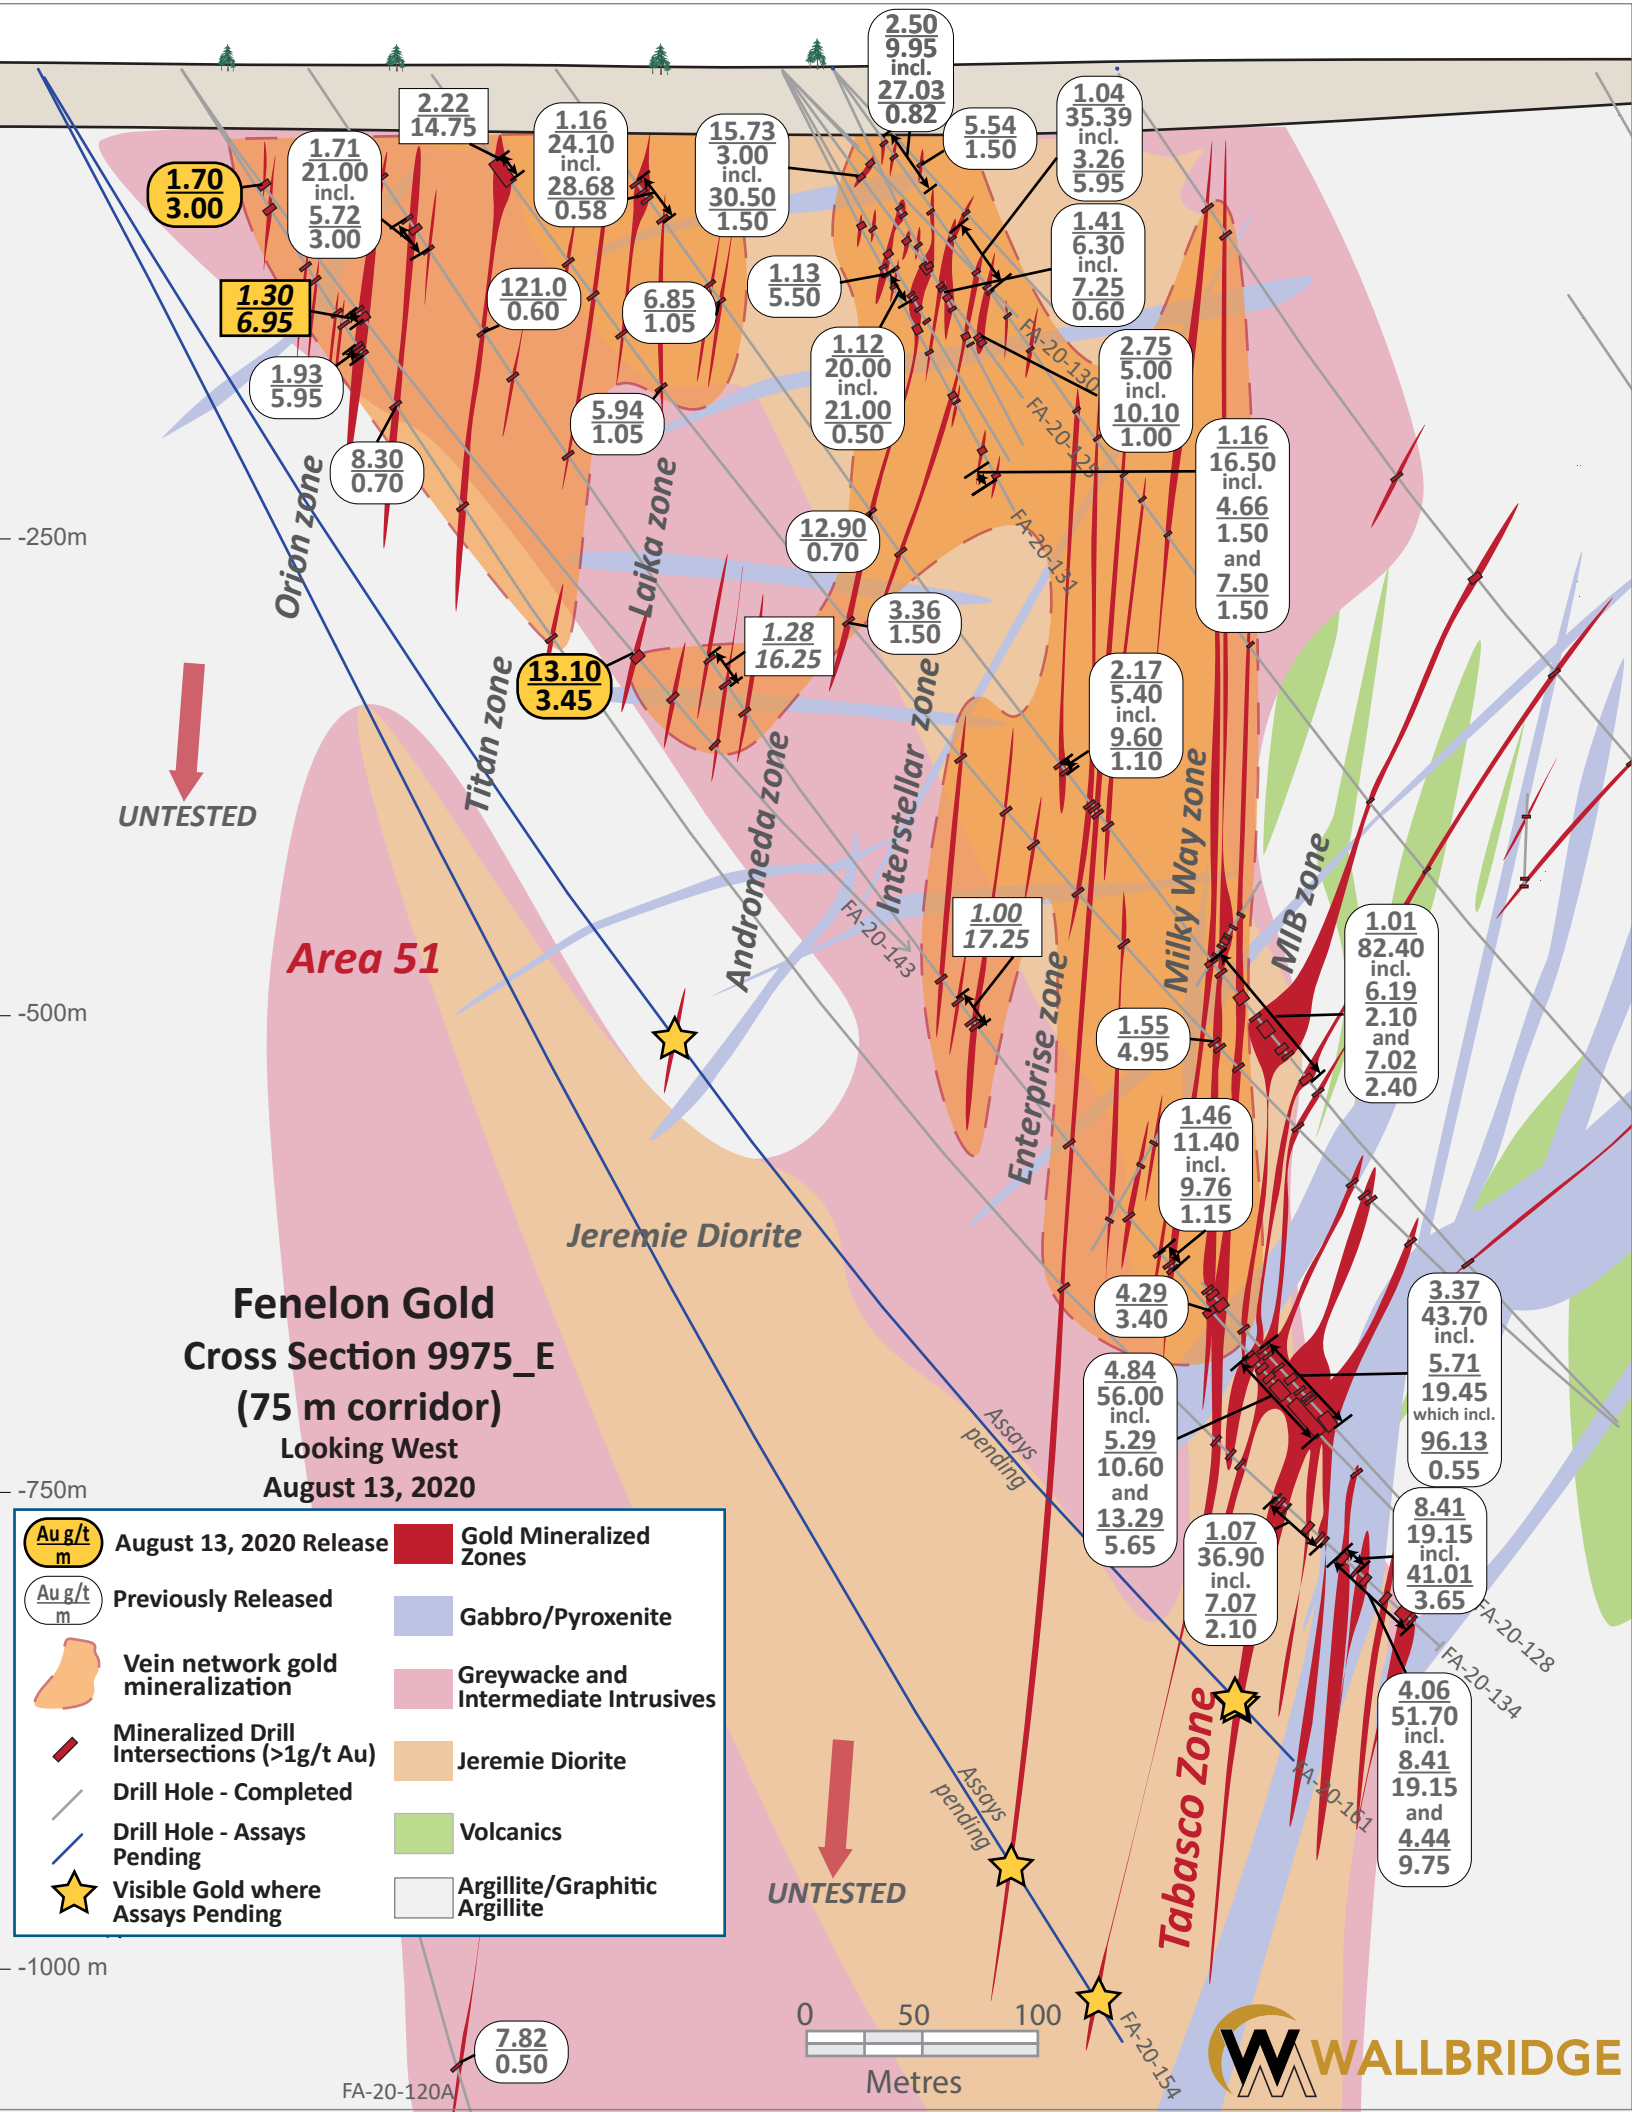 2.50
9.95
incl.
27.03
0.82
2.22
14.75
1.16
24.10
incl.
28.68
0.58
15.73
3.00
incl.
30.50
1.50
5.54
1.50
1.04
35.39
incl.
3.26
5.95
1.70
3.00
1.71
21.00
incl.
5.72
3.00
1.41
6.30
incl.
7.25
0.60
1.30
6.95
121.0
0.60
6.85
1.05
1.13
5.50
1.93
5.95
5.94
1.05
1.12
20.00
incl.
21.00
0.50
FA-20-130
2.75
5.00
incl.
10.10
1.00
FA-20-125
8.30
0.70
1.16
16.50
incl.
4.66
1.50
and
7.50
1.50
-250m
Orion zone
Laika zone
12.90
0.70
FA-20-131
3.36
1.50
1.28
16.25
13.10
3.45
UNTESTED
Titan zone
Andromeda zone
Interstellar zone
2.17
5.40
incl.
9.60
1.10
Milky Way zone
MIB zone
Area 51
FA-20-143
1.00
17.25
1.01
82.40
incl.
6.19
2.10
and
7.02
2.40
-500m
Enterprise zone
1.55
4.95
1.46
11.40
incl.
9.76
1.15
Jeremie Diorite
4.29
3.40
3.37
43.70
incl.
5.71
19.45
which incl.
96.13
0.55
Fenelon Gold
Cross Section 9975_E
(75 m corridor)
Looking West
August 13, 2020
4.84
56.00
incl.
5.29
10.60
and
13.29
5.65
Assays
pending
-750m
8.41
19.15
incl.
41.01
3.65
1.07
36.90
incl.
7.07
2.10
FA-20-128
FA-20-134
4.06
51.70
incl.
8.41
19.15
and
4.44
9.75
Au g/t
m
August 13, 2020 Release
Au g/t
m
Previously Released
Vein network gold
mineralization
Mineralized Drill
Intersections (>1g/t Au)
Drill Hole - Completed
Drill Hole - Assays
Pending
Visible Gold where
Assays Pending
Gold Mineralized
Zones
Gabbro/Pyroxenite
Greywacke and
Intermediate Intrusives
Jeremie Diorite
Volcanics
Argillite/Graphitic
Argillite
Assays
pending
UNTESTED
Tabasco Zone
FA-20-161
-1000 m
0 50 100
Metres
FA-20-154
7.82
0.50
FA-20-120A
WALLBRIDGE